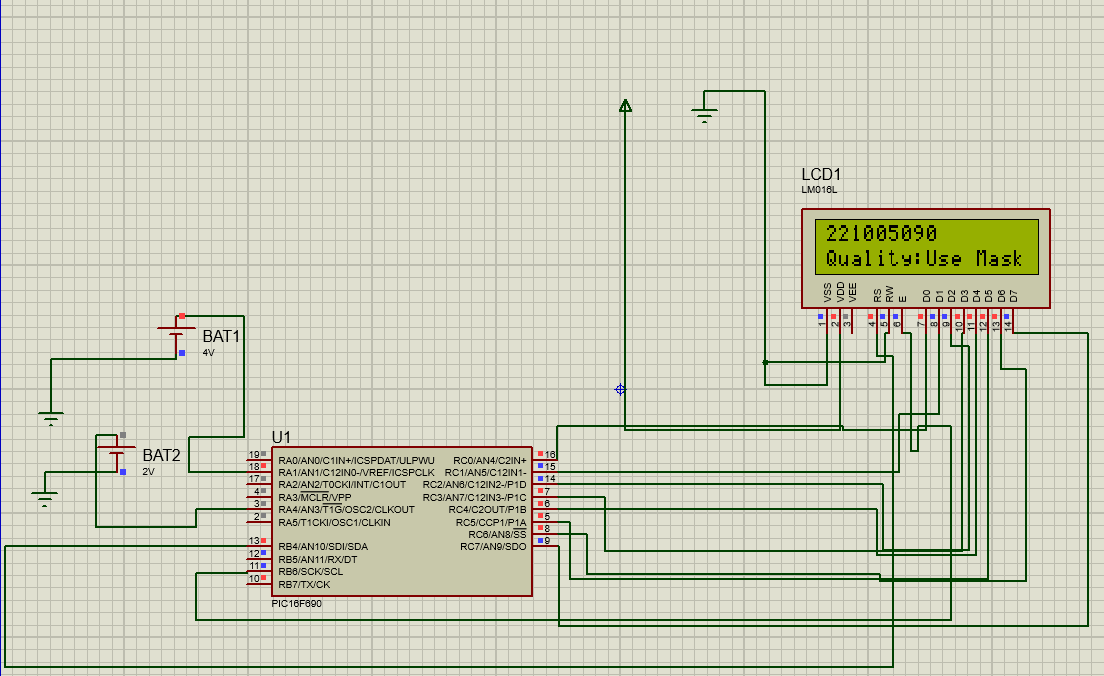 LCD1
LM016L
221005090
Quality:Use Mask
VSS VDD VEE RS RW E D0 D1 D2 D3 D4 D5 D6 D7
1 2 3 4 5 6 7 8 9 10 11 12 13 14
BAT1
4V
BAT2
2V
U1
19 RA0/AN0/C1IN+/ICSPDAT/ULPWU RC0/AN4/C2IN+ 16
18 RA1/AN1/C12IN0-/VREF/ICSPCLK RC1/AN5/C12IN1- 15
17 RA2/AN2/T0CKI/INT/C1OUT RC2/AN6/C12IN2-/P1D 14
4 RA3/MCLR/VPP RC3/AN7/C12IN3-/P1C 7
3 RA4/AN3/T1G/OSC2/CLKOUT RC4/C2OUT/P1B 6
2 RA5/T1CKI/OSC1/CLKIN RC5/CCP1/P1A 5
RC6/AN8/SS 8
13 RB4/AN10/SDI/SDA RC7/AN9/SDO 9
12 RB5/AN11/RX/DT
11 RB6/SCK/SCL
10 RB7/TX/CK
PIC16F690